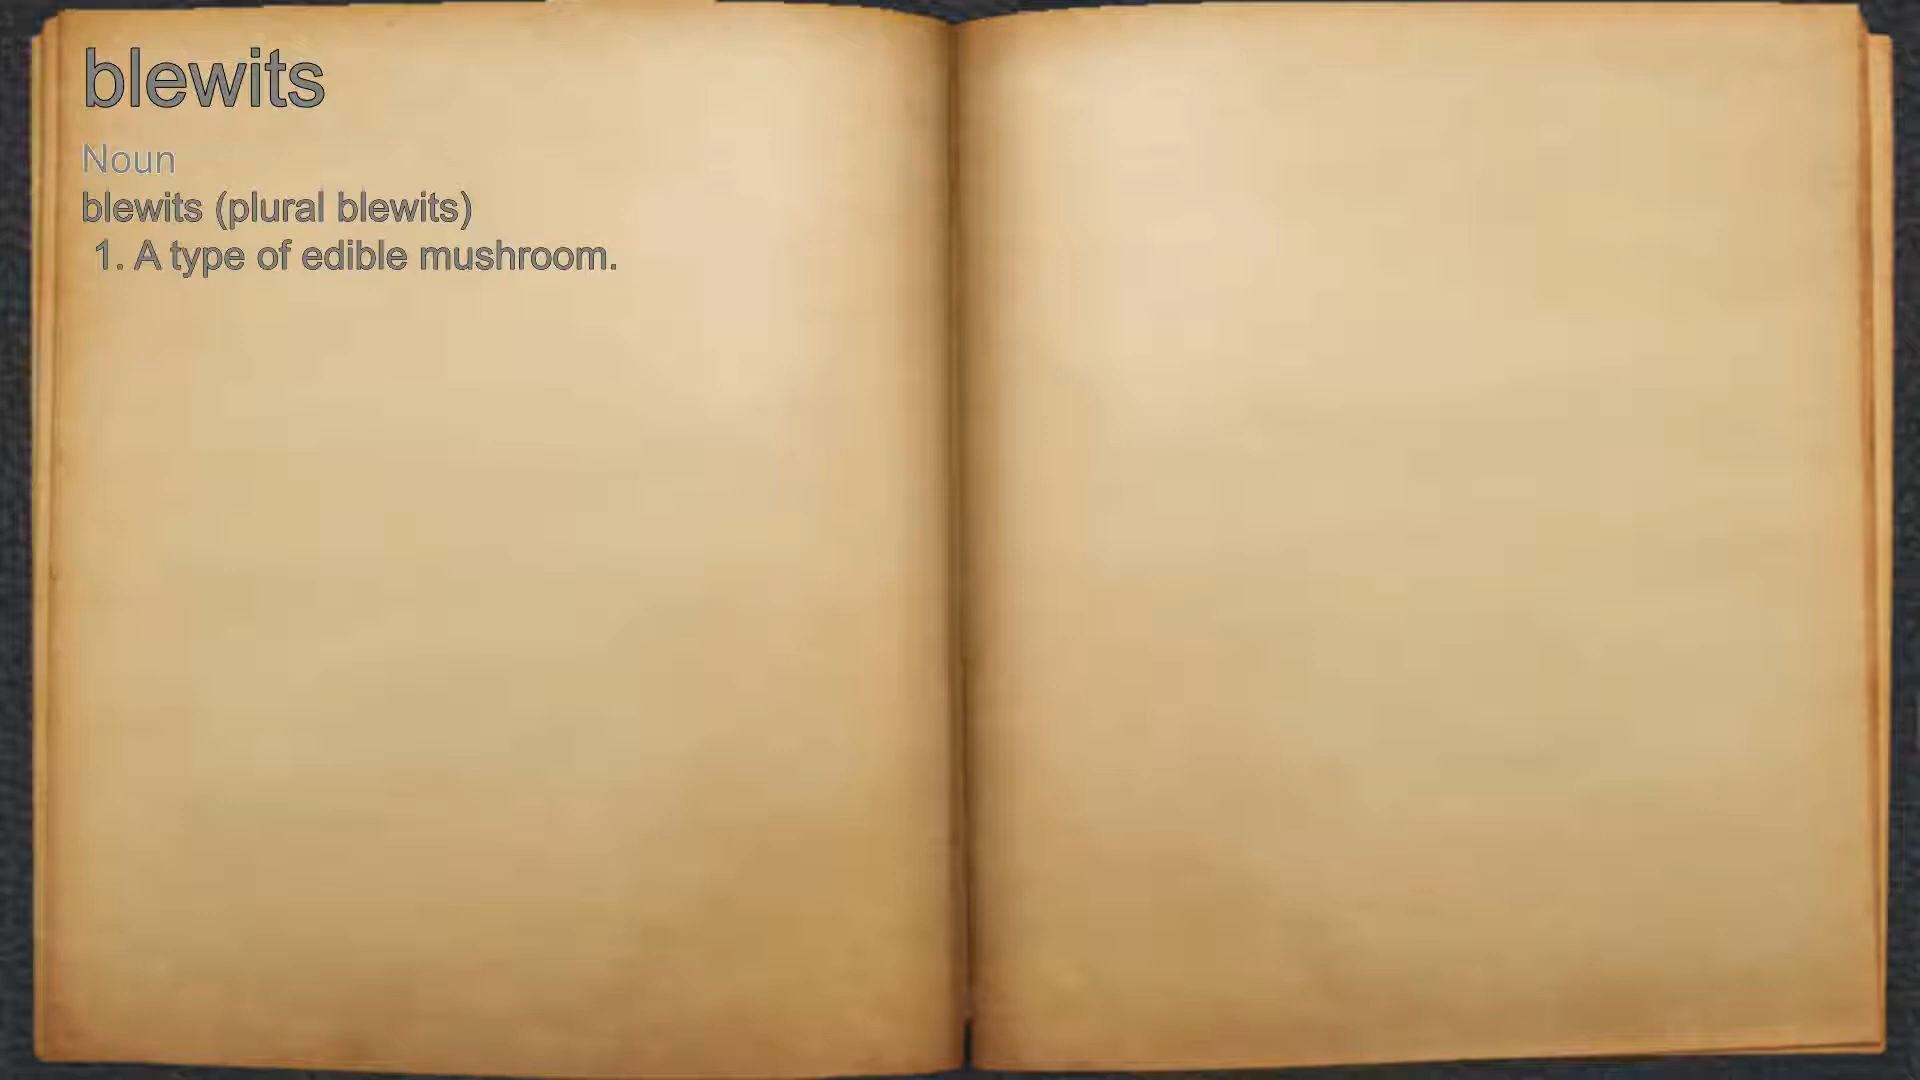 blewits
Noun
blewits (plural blewits)
1. A type of edible mushroom.